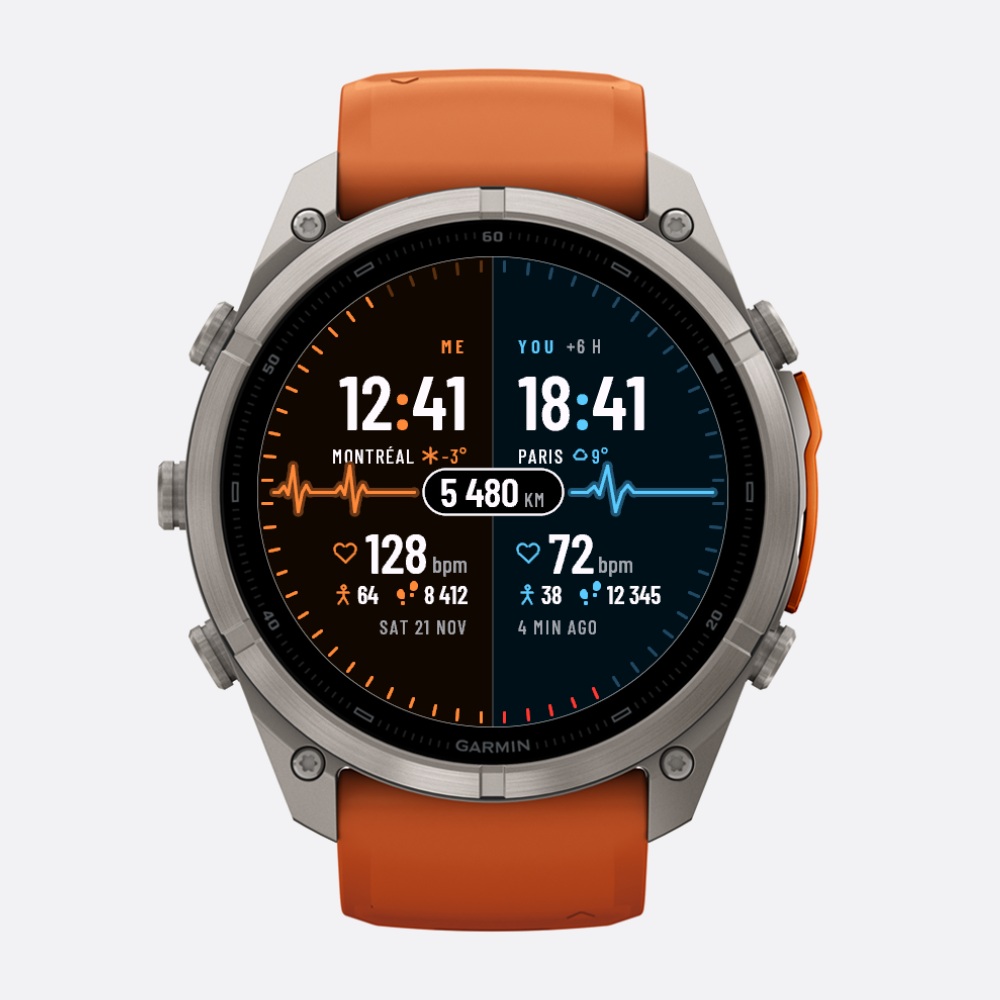 60
50
ME
YOU +6 H
12:41
18:41
MONTRÉAL -3°
PARIS 9°
5 480 KM
128 bpm
72 bpm
64 8 412
38 12 345
SAT 21 NOV
4 MIN AGO
40
20
GARMIN